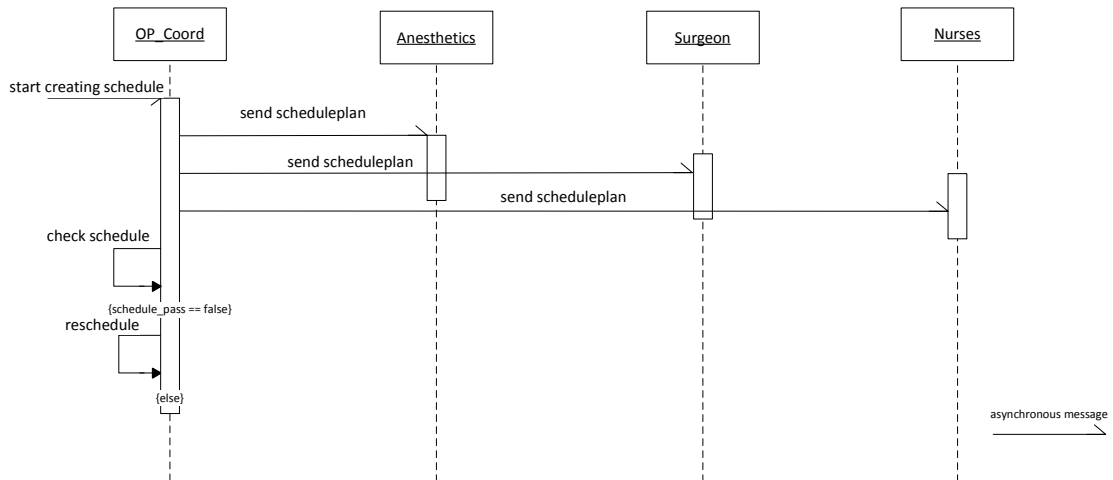 OP_Coord
Anesthetics
Surgeon
Nurses
start creating schedule
send scheduleplan
send scheduleplan
send scheduleplan
check schedule
{schedule_pass == false}
reschedule
{else}
asynchronous message